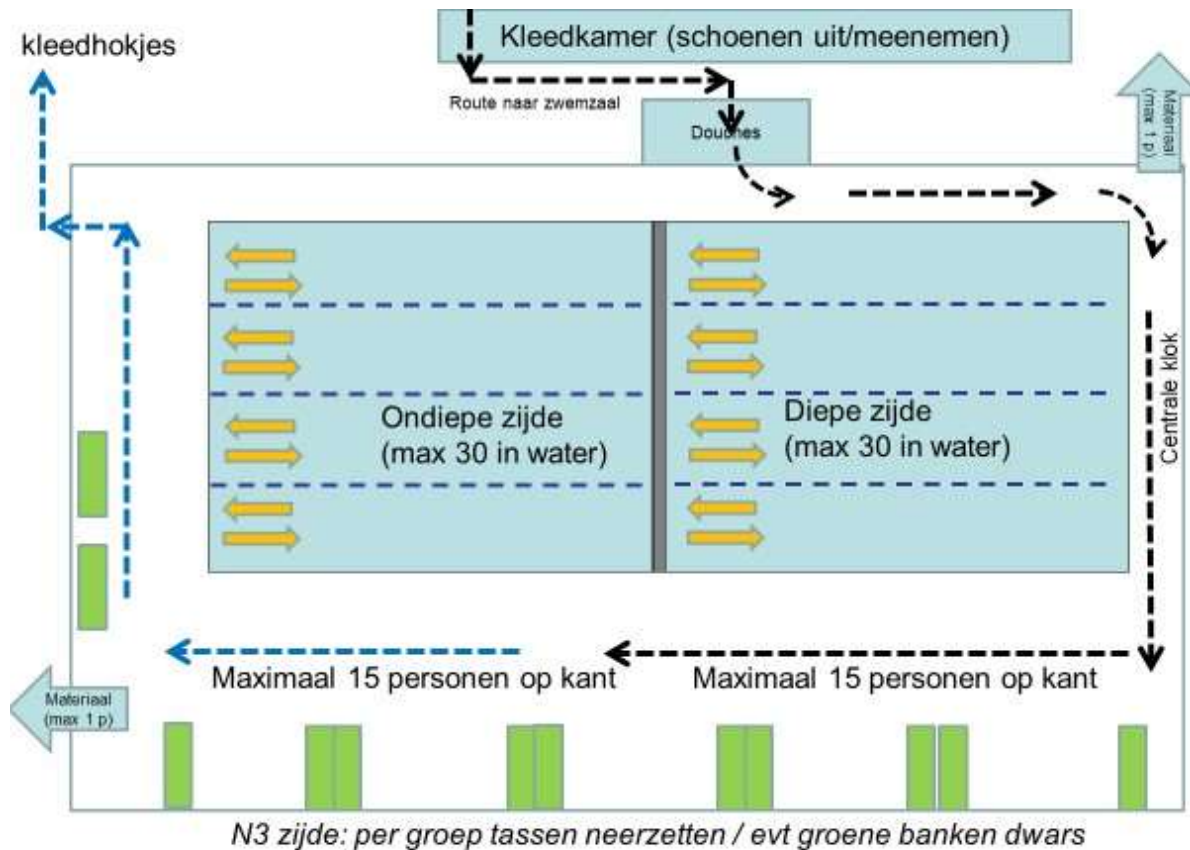 kleedhokjes
Kleedkamer (schoenen uit/meenemen)
Route naar zwemzaal
Douches
Materiaal
(max 1 p)
Centrale klok
Ondiepe zijde
(max 30 in water)
Diepe zijde
(max 30 in water)
Maximaal 15 personen op kant
Maximaal 15 personen op kant
Materiaal
(max 1 p)
N3 zijde: per groep tassen neerzetten / evt groene banken dwars